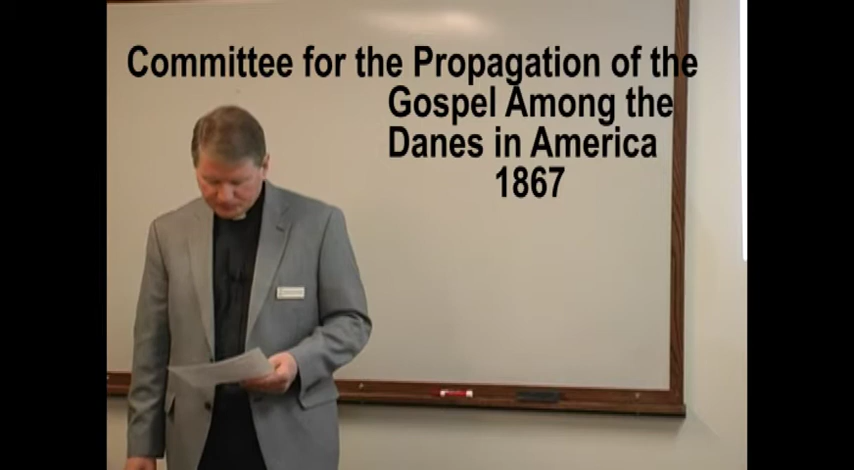 Committee for the Propagation of the
Gospel Among the
Danes in America
1867